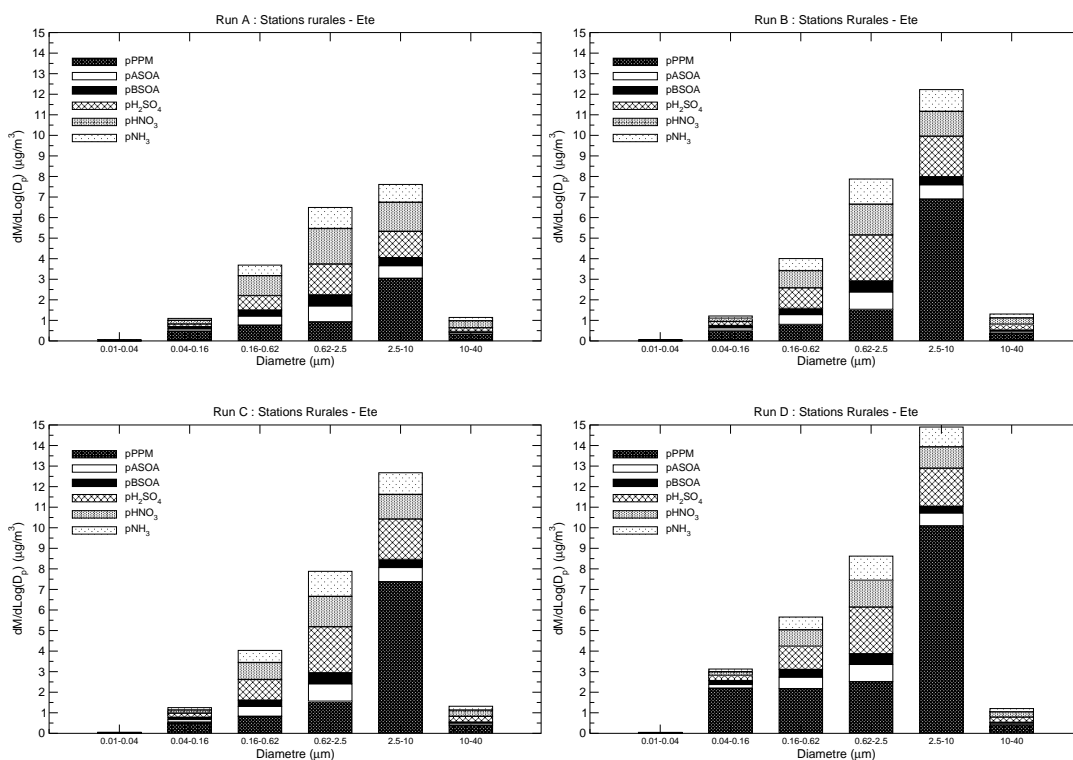 Run A : Stations rurales - Ete
15
14
13
12
11
10
9
8
7
6
5
4
3
2
1
0
dM/dLog(D_p) (μg/m³)
pPPM
pASOA
pBSOA
pH₂SO₄
pHNO₃
pNH₃
0.01-0.04 0.04-0.16 0.16-0.62 0.62-2.5 2.5-10 10-40
Diametre (μm)
Run B : Stations Rurales - Ete
15
14
13
12
11
10
9
8
7
6
5
4
3
2
1
0
dM/dLog(D_p) (μg/m³)
pPPM
pASOA
pBSOA
pH₂SO₄
pHNO₃
pNH₃
0.01-0.04 0.04-0.16 0.16-0.62 0.62-2.5 2.5-10 10-40
Diametre (μm)
Run C : Stations Rurales - Ete
15
14
13
12
11
10
9
8
7
6
5
4
3
2
1
0
dM/dLog(D_p) (μg/m³)
pPPM
pASOA
pBSOA
pH₂SO₄
pHNO₃
pNH₃
0.01-0.04 0.04-0.16 0.16-0.62 0.62-2.5 2.5-10 10-40
Diametre (μm)
Run D : Stations Rurales - Ete
15
14
13
12
11
10
9
8
7
6
5
4
3
2
1
0
dM/dLog(D_p) (μg/m³)
pPPM
pASOA
pBSOA
pH₂SO₄
pHNO₃
pNH₃
0.01-0.04 0.04-0.16 0.16-0.62 0.62-2.5 2.5-10 10-40
Diametre (μm)